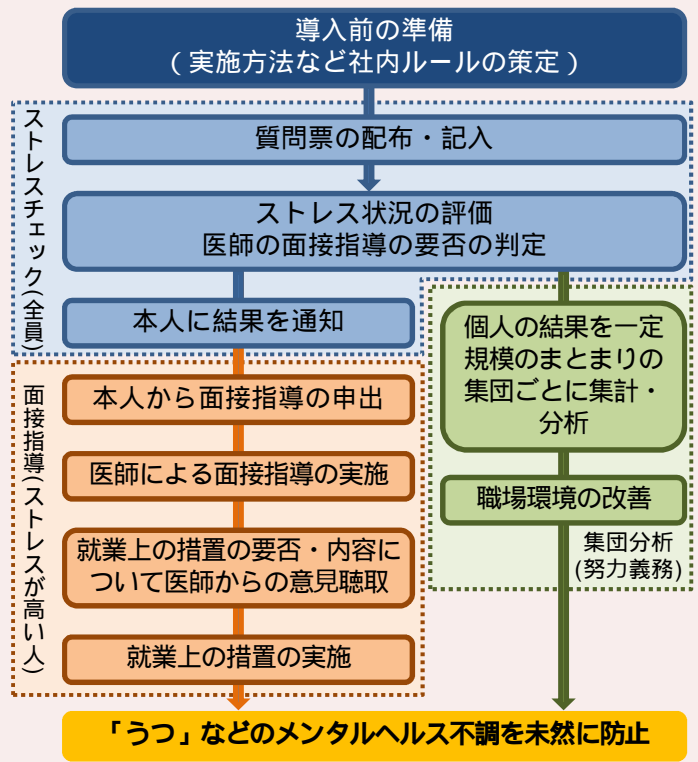 導入前の準備
(実施方法など社内ルールの策定)
ストレスチェック(全員)
質問票の配布・記入
ストレス状況の評価
医師の面接指導の要否の判定
本人に結果を通知
面接指導(ストレスが高い人)
本人から面接指導の申出
医師による面接指導の実施
就業上の措置の要否・内容に
ついて医師からの意見聴取
就業上の措置の実施
個人の結果を一定
規模のまとまりの
集団ごとに集計・
分析
職場環境の改善
集団分析
(努力義務)
「うつ」などのメンタルヘルス不調を未然に防止